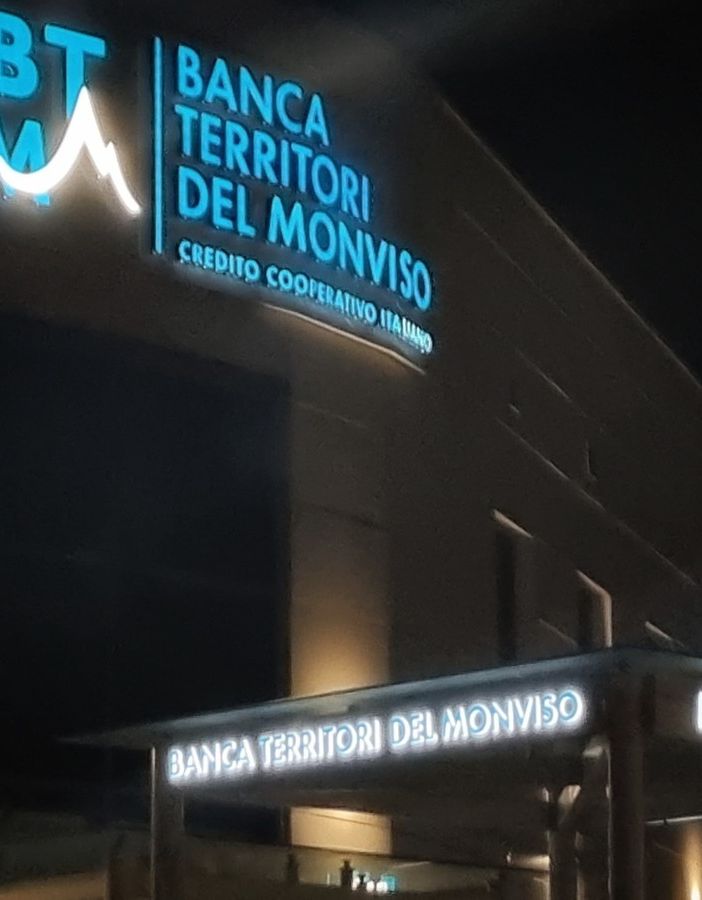 BT
M
BANCA
TERRITORI
DEL MONVISO
CREDITO COOPERATIVO ITALIANO
BANCA TERRITORI DEL MONVISO